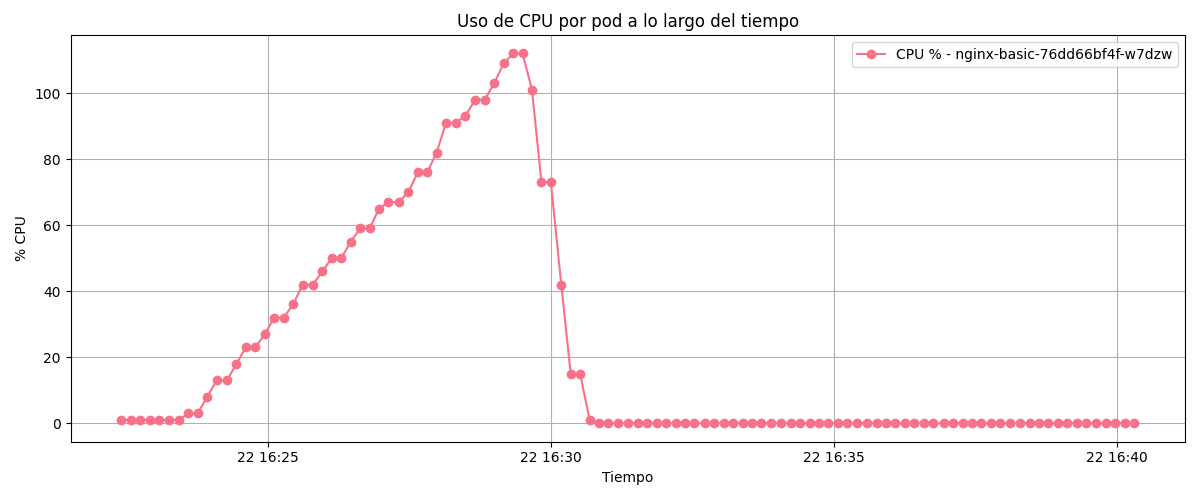 Uso de CPU por pod a lo largo del tiempo
CPU % - nginx-basic-76dd66bf4f-w7dzw
% CPU
100
80
60
40
20
0
22 16:25
22 16:30
22 16:35
22 16:40
Tiempo